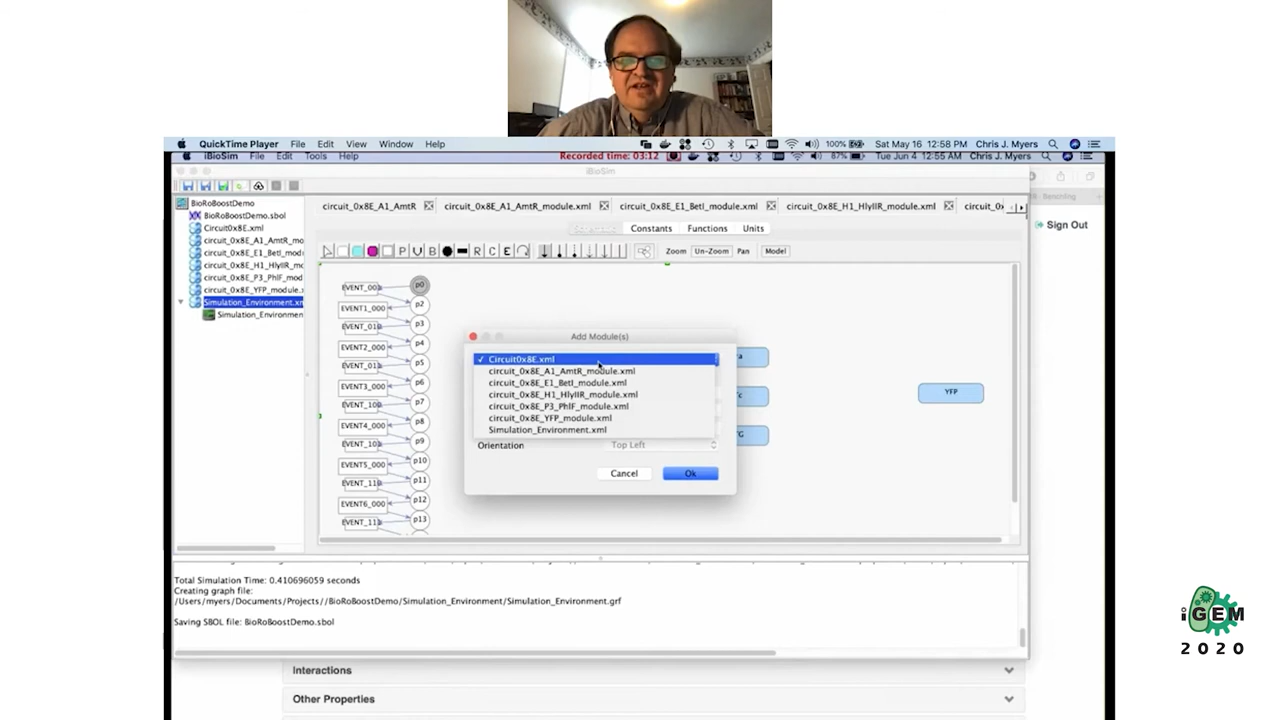 QuickTime Player File Edit View Window Help 100% Sat May 16 12:58 PM Chris J. Myers
iBioSim File Edit Tools Help Recorded time: 03:12 87% Tue Jun 4 12:55 AM Chris J. Myers
iBioSim
BioRoBoostDemo
BioRoBoostDemo.sbol
Circuit0x8E.xml
circuit_0x8E_A1_AmtR_mo
circuit_0x8E_E1_BetI_modu
circuit_0x8E_H1_HlyIIR_m
circuit_0x8E_P3_PhlF_mod
circuit_0x8E_YFP_module.x
Simulation_Environment.xm
Simulation_Environmen
circuit_0x8E_A1_AmtR circuit_0x8E_A1_AmtR_module.xml circuit_0x8E_E1_BetI_module.xml circuit_0x8E_H1_HlyIIR_module.xml circuit_0x
Schematic Constants Functions Units
P U B R C E Zoom Un-Zoom Pan Model
Sign Out
EVENT_001 p0
p2
EVENT1_000
EVENT_010 p3
EVENT2_000 p4
EVENT_011 p5
EVENT3_000 p6
EVENT_100 p7
EVENT4_000 p8
EVENT_101 p9
EVENT5_000 p10
EVENT_110 p11
EVENT6_000 p12
EVENT_111 p13
Add Module(s)
✓ Circuit0x8E.xml
circuit_0x8E_A1_AmtR_module.xml
circuit_0x8E_E1_BetI_module.xml
circuit_0x8E_H1_HlyIIR_module.xml
circuit_0x8E_P3_PhlF_module.xml
circuit_0x8E_YFP_module.xml
Simulation_Environment.xml
Orientation Top Left
Cancel Ok
YFP
Total Simulation Time: 0.410696059 seconds
Creating graph file:
/Users/myers/Documents/Projects//BioRoBoostDemo/Simulation_Environment/Simulation_Environment.grf
Saving SBOL file: BioRoBoostDemo.sbol
Interactions
Other Properties
iGEM
2020